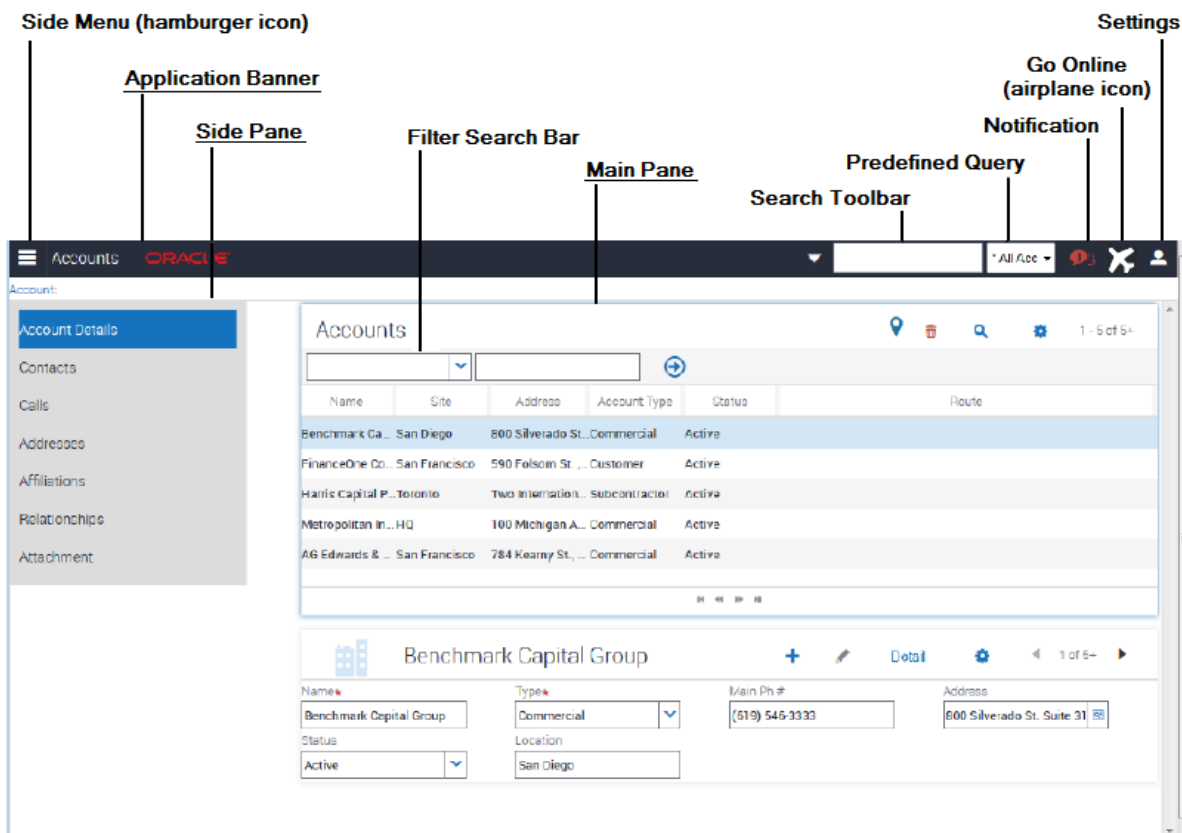 Side Menu (hamburger icon)
Settings
Application Banner
Go Online
(airplane icon)
Side Pane
Filter Search Bar
Notification
Main Pane
Predefined Query
Search Toolbar
Accounts ORACLE * All Acc 3
Account:
Account Details
Contacts
Calls
Addresses
Affiliations
Relationships
Attachment
Accounts 1 - 5 of 5+
Name Site Address Account Type Status Route
Benchmark Ca... San Diego 800 Silverado St... Commercial Active
FinanceOne Co... San Francisco 590 Folsom St ,... Customer Active
Harris Capital P... Toronto Two Internation... Subcontractor Active
Metropolitan In... HQ 100 Michigan A... Commercial Active
AG Edwards & ... San Francisco 784 Kearny St., ... Commercial Active
Benchmark Capital Group Detail 1 of 5+
Name* Type* Main Ph # Address
Benchmark Capital Group Commercial (619) 546-3333 800 Silverado St. Suite 31
Status Location
Active San Diego